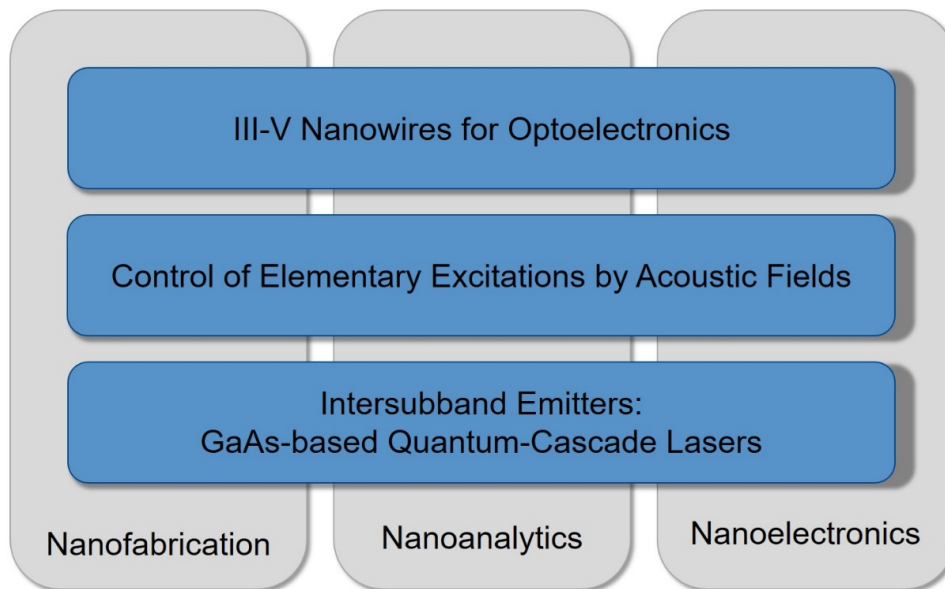 III-V Nanowires for Optoelectronics
Control of Elementary Excitations by Acoustic Fields
Intersubband Emitters:
GaAs-based Quantum-Cascade Lasers
Nanofabrication
Nanoanalytics
Nanoelectronics